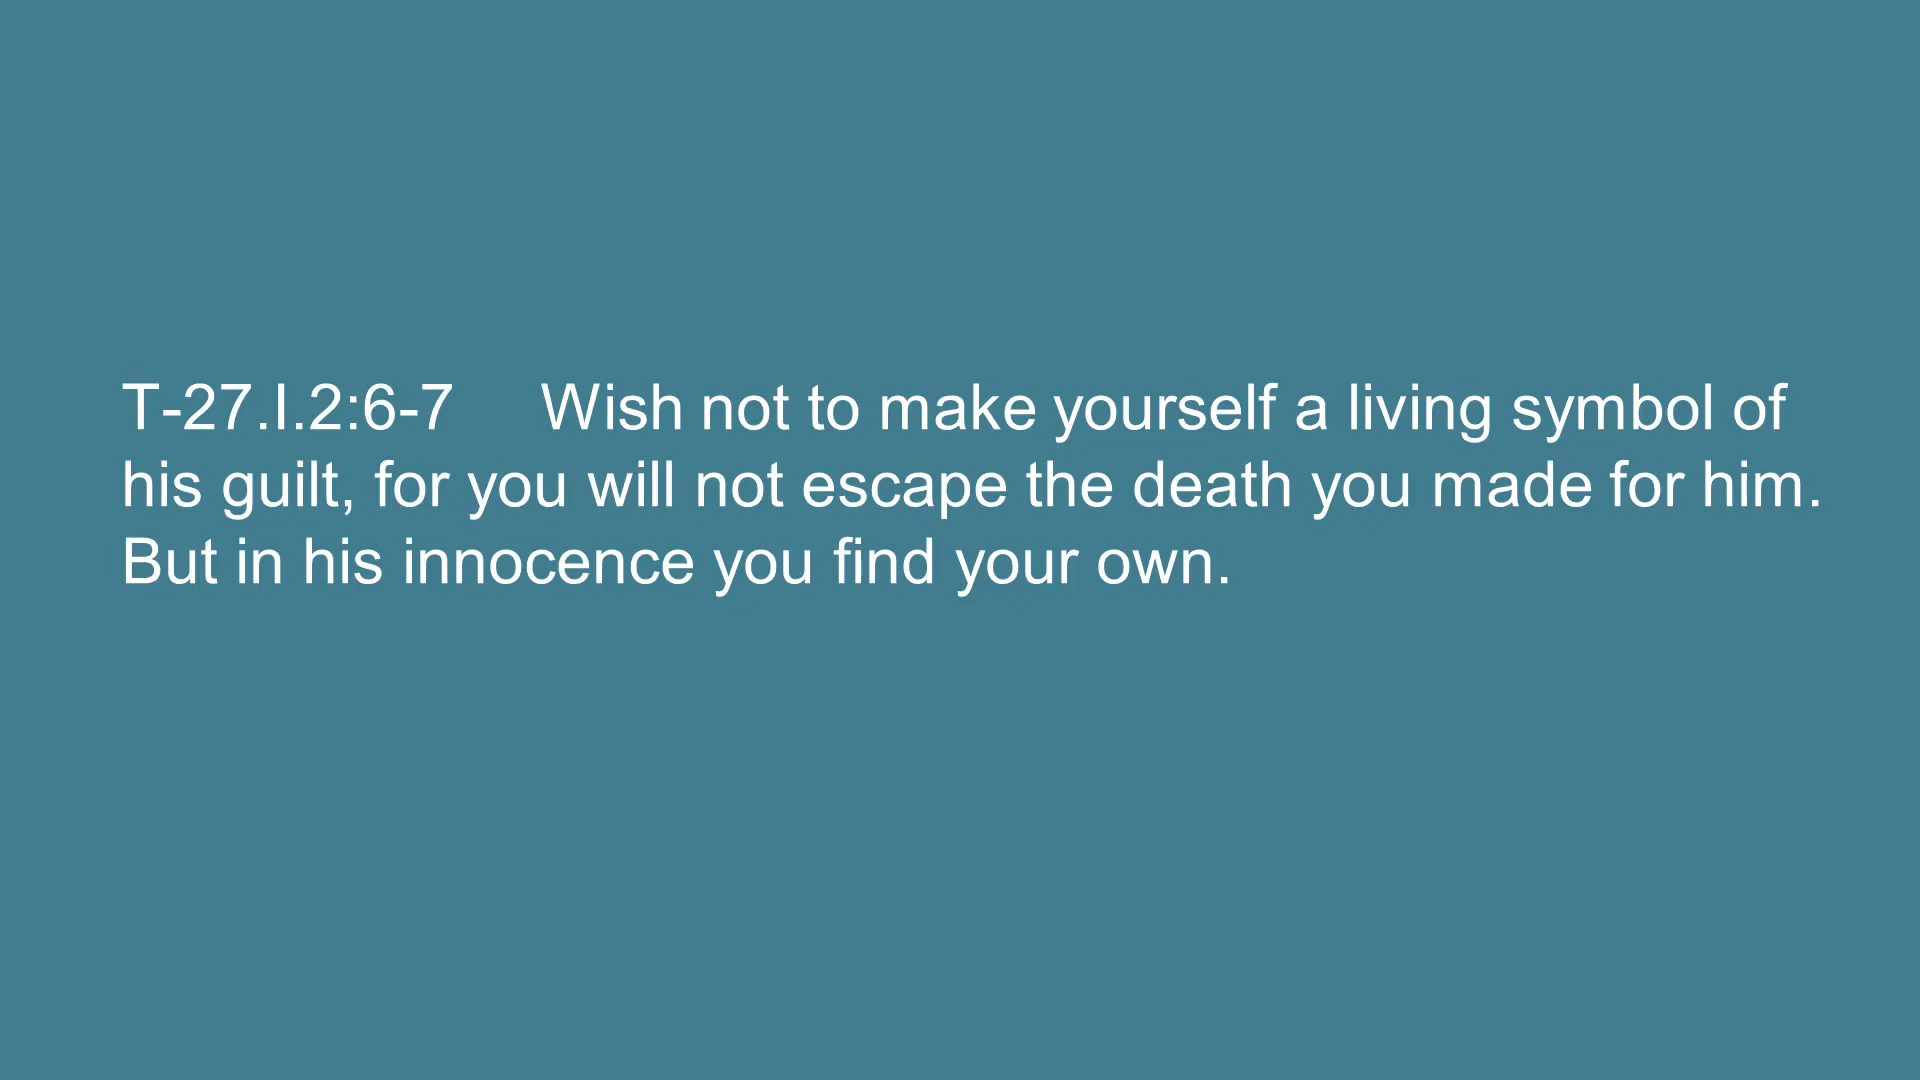 T-27.I.2:6-7     Wish not to make yourself a living symbol of
his guilt, for you will not escape the death you made for him.
But in his innocence you find your own.